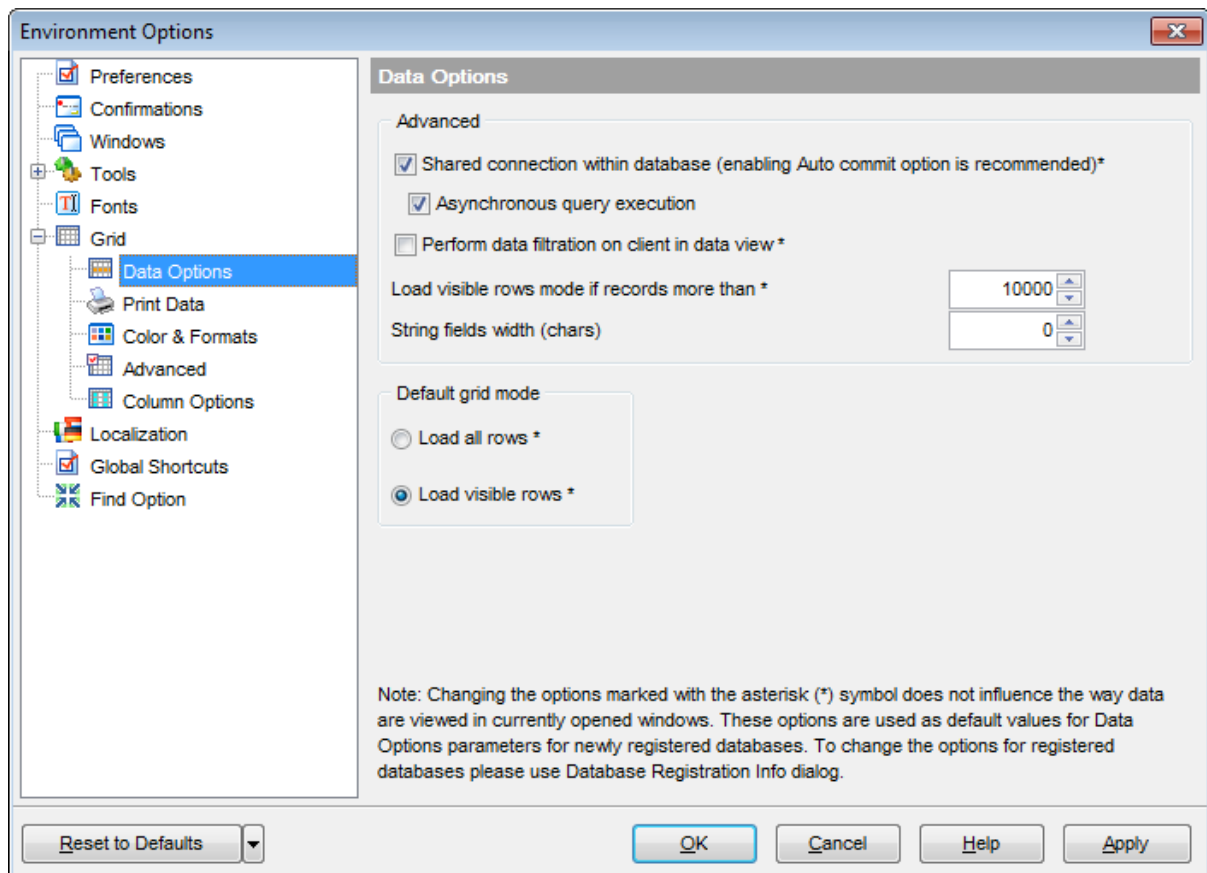 Environment Options
Preferences
Confirmations
Windows
Tools
Fonts
Grid
Data Options
Print Data
Color & Formats
Advanced
Column Options
Localization
Global Shortcuts
Find Option
Data Options
Advanced
Shared connection within database (enabling Auto commit option is recommended)*
Asynchronous query execution
Perform data filtration on client in data view *
Load visible rows mode if records more than * 10000
String fields width (chars) 0
Default grid mode
Load all rows *
Load visible rows *
Note: Changing the options marked with the asterisk (*) symbol does not influence the way data
are viewed in currently opened windows. These options are used as default values for Data
Options parameters for newly registered databases. To change the options for registered
databases please use Database Registration Info dialog.
Reset to Defaults OK Cancel Help Apply